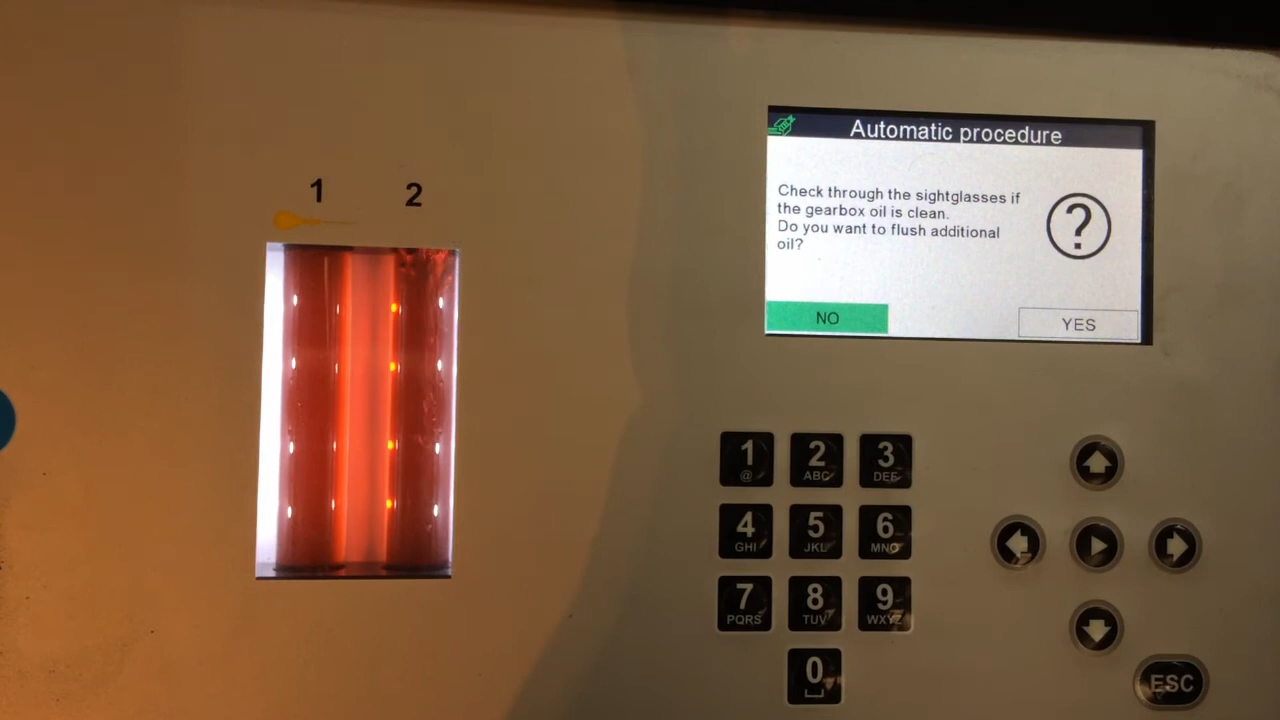 Automatic procedure
Check through the sightglasses if
the gearbox oil is clean.
Do you want to flush additional
oil?
NO
YES
1
2
1
@
2
ABC
3
DEF
4
GHI
5
JKL
6
MNO
7
PQRS
8
TUV
9
WXYZ
0
ESC